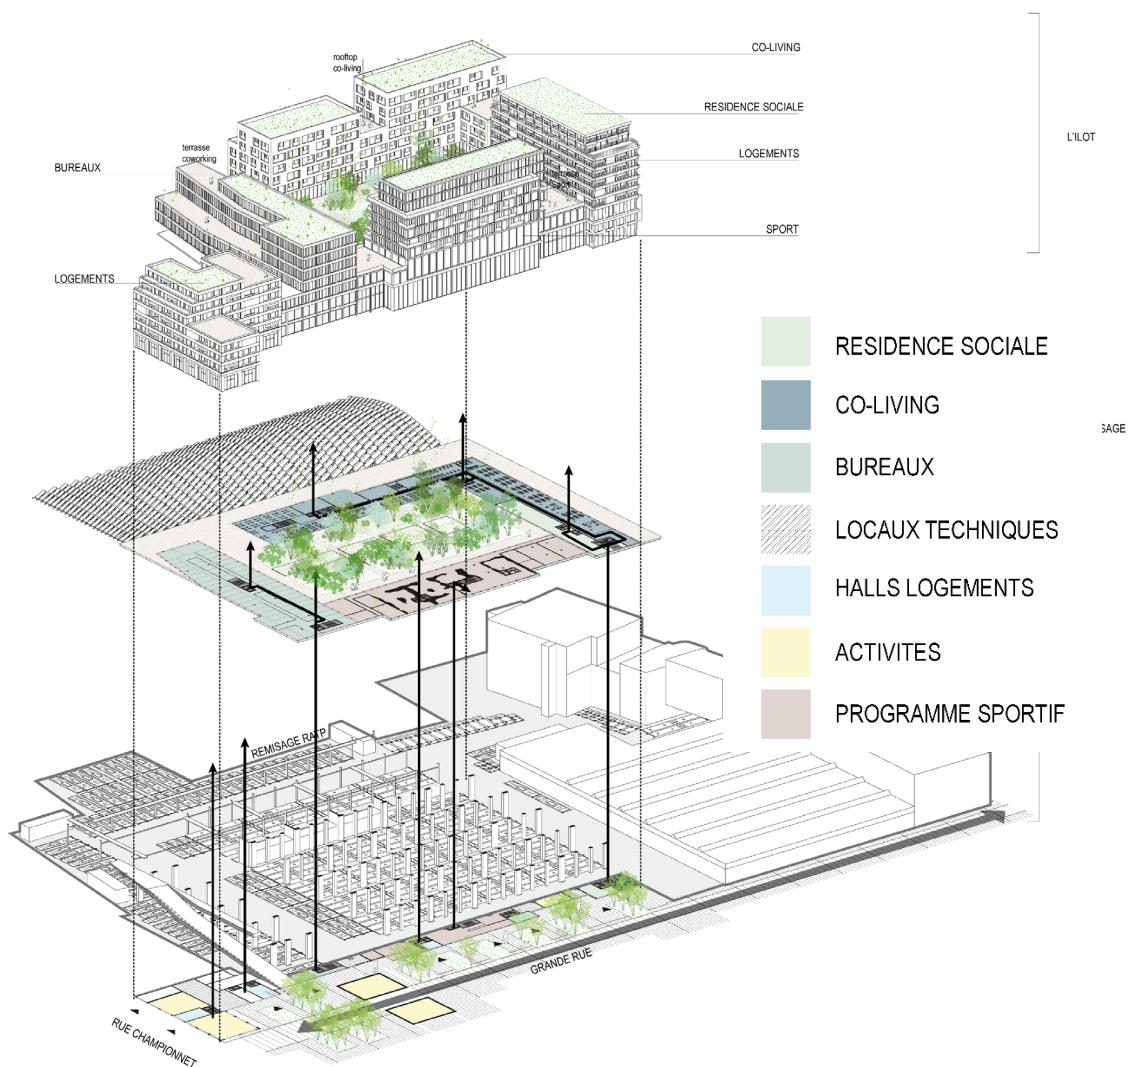 CO-LIVING
rooftop
co-living
RESIDENCE SOCIALE
L'ILOT
terrasse
coworking
LOGEMENTS
BUREAUX
SPORT
LOGEMENTS
RESIDENCE SOCIALE
CO-LIVING
SAGE
BUREAUX
LOCAUX TECHNIQUES
HALLS LOGEMENTS
ACTIVITES
PROGRAMME SPORTIF
REMISAGE RATP
GRANDE RUE
RUE CHAMPIONNET